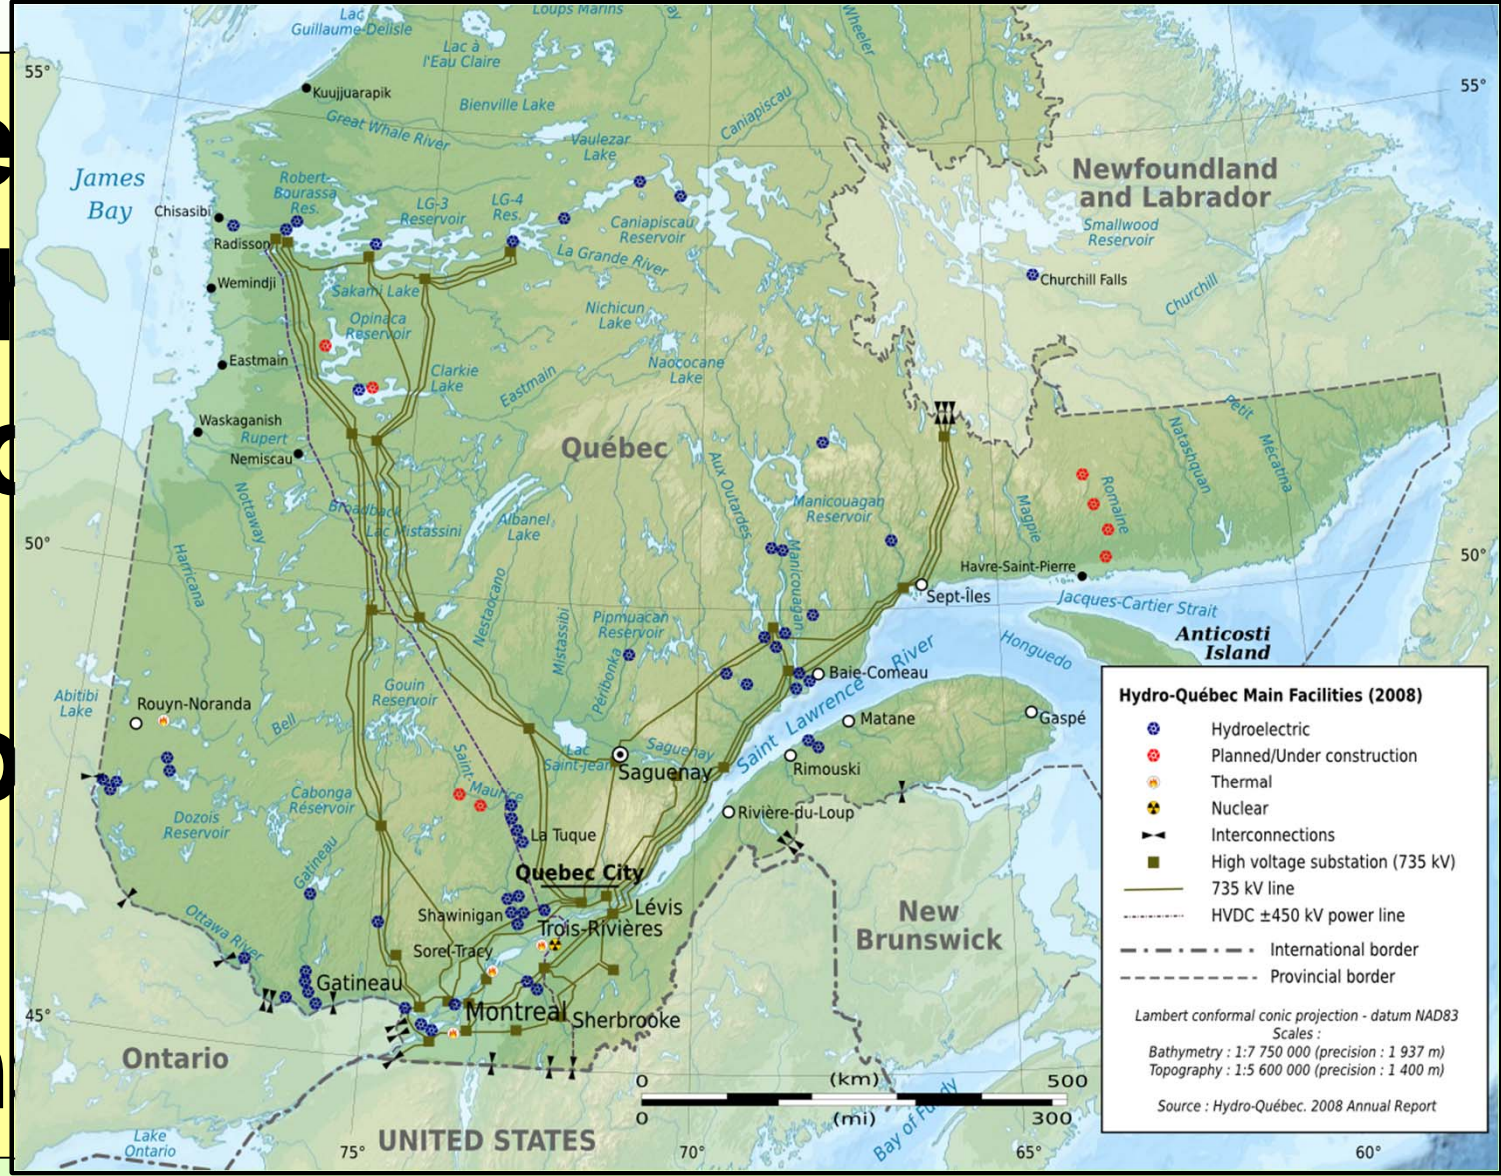 Lac
Guillaume-Delisle
Loups Marins
Wheeler
Lac à
l'Eau Claire
55°
55°
Kuujjuarapik
Bienville Lake
Caniapiscau
Great Whale River
Vaulezar
Lake
James
Bay
Newfoundland
and Labrador
Robert-
Bourassa
Res.
LG-3
Reservoir
LG-4
Res.
Chisasibi
Caniapiscau
Reservoir
Smallwood
Reservoir
Radisson
La Grande River
Churchill Falls
Wemindji
Sakami Lake
Churchill
Nichicun
Lake
Opinaca
Reservoir
Eastmain
Clarkie
Lake
Eastmain
Naococane
Lake
Petit
Mecatina
Natashquan
Waskaganish
Rupert
Nemiscau
Québec
Aux Outardes
Nottaway
Broadback
Lac Mistassini
Albanel
Lake
Manicouagan
Reservoir
Magpie
Romaine
50°
50°
Harricana
Manicouagan
Havre-Saint-Pierre
Sept-Îles
Jacques-Cartier Strait
Nestaocano
Mistassibi
Pipmuacan
Reservoir
Péribonka
Honguedo
Anticosti
Island
Baie-Comeau
Saint Lawrence River
Abitibi
Lake
Rouyn-Noranda
Gouin
Reservoir
Bell
Matane
Gaspé
Lac
Saint-Jean
Saguenay
Saguenay
Rimouski
Saint-Maurice
Cabonga
Réservoir
Dozois
Reservoir
Rivière-du-Loup
La Tuque
Gatineau
Quebec City
Shawinigan
Lévis
Trois-Rivières
Ottawa River
Sorel-Tracy
New
Brunswick
Gatineau
Montreal
Sherbrooke
45°
Ontario
0 (km) 500
0 (mi) 300
Bay of Fundy
Lake
Ontario
UNITED STATES
75°
70°
65°
60°
Hydro-Québec Main Facilities (2008)
Hydroelectric
Planned/Under construction
Thermal
Nuclear
Interconnections
High voltage substation (735 kV)
735 kV line
HVDC ±450 kV power line
International border
Provincial border
Lambert conformal conic projection - datum NAD83
Scales :
Bathymetry : 1:7 750 000 (precision : 1 937 m)
Topography : 1:5 600 000 (precision : 1 400 m)
Source : Hydro-Québec. 2008 Annual Report